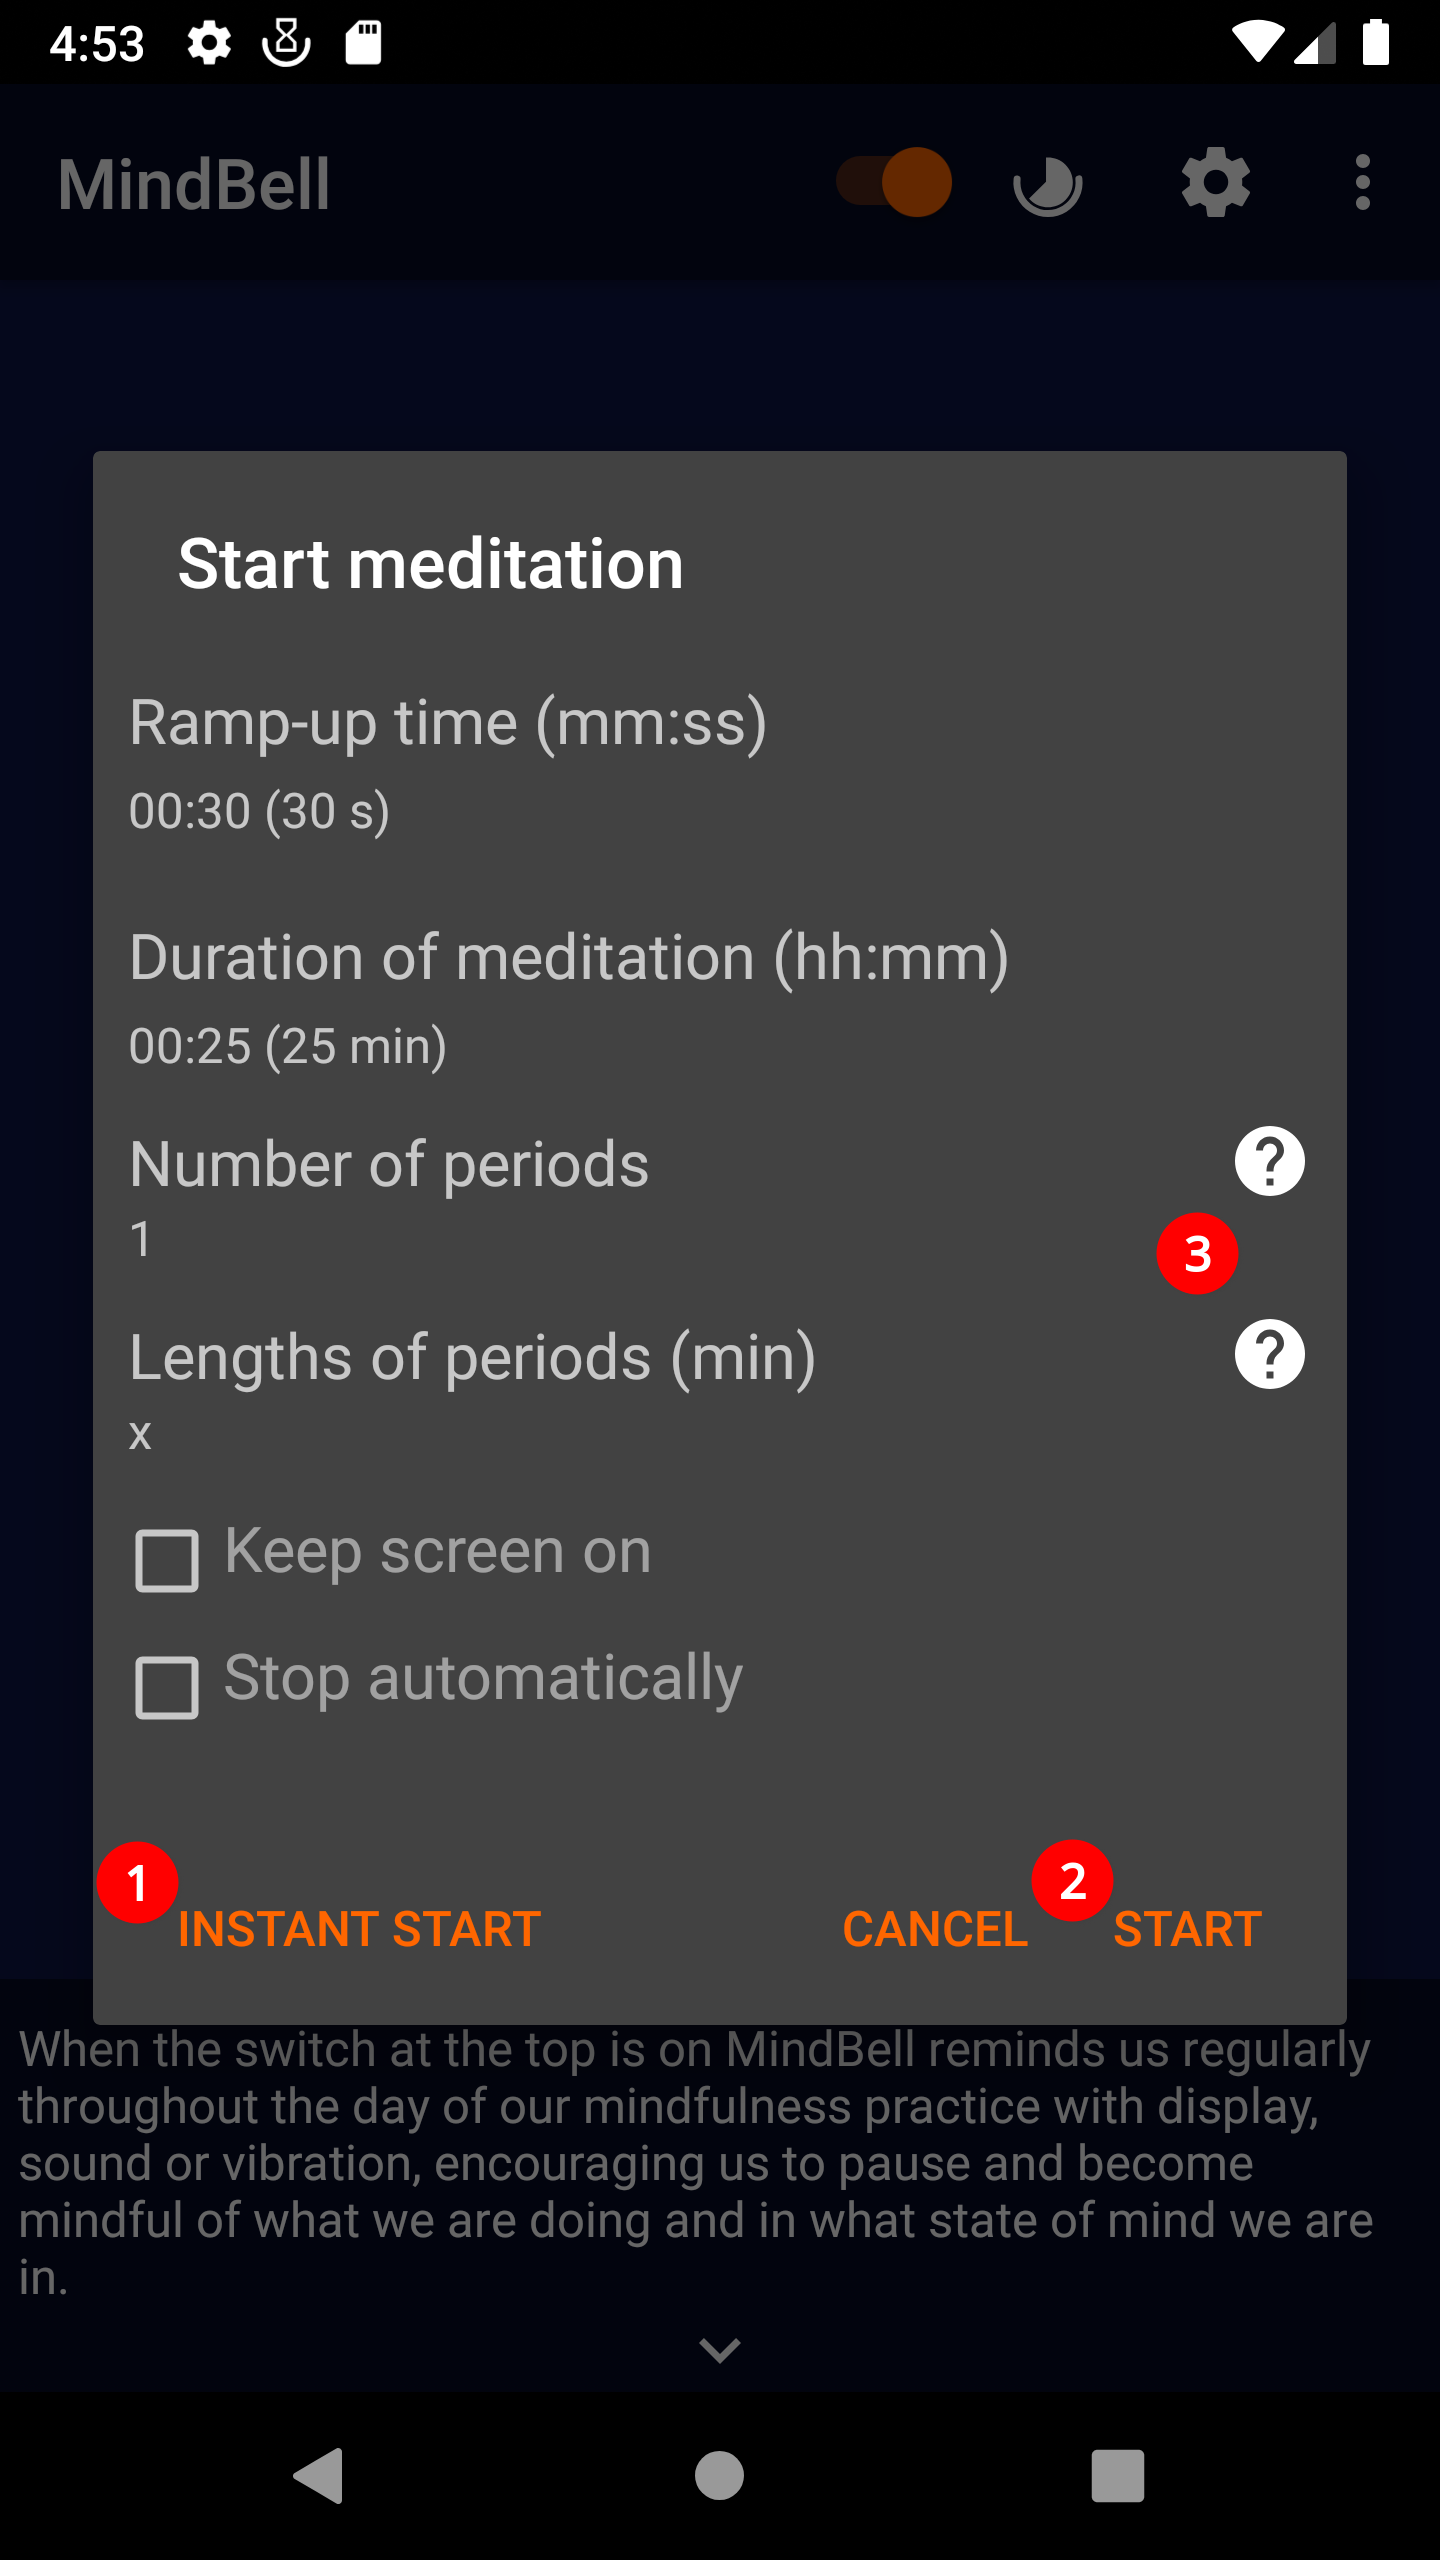 4:53
MindBell
Start meditation
Ramp-up time (mm:ss)
00:30 (30 s)
Duration of meditation (hh:mm)
00:25 (25 min)
Number of periods
1
3
Lengths of periods (min)
x
Keep screen on
Stop automatically
1
2
INSTANT START CANCEL START
When the switch at the top is on MindBell reminds us regularly
throughout the day of our mindfulness practice with display,
sound or vibration, encouraging us to pause and become
mindful of what we are doing and in what state of mind we are
in.